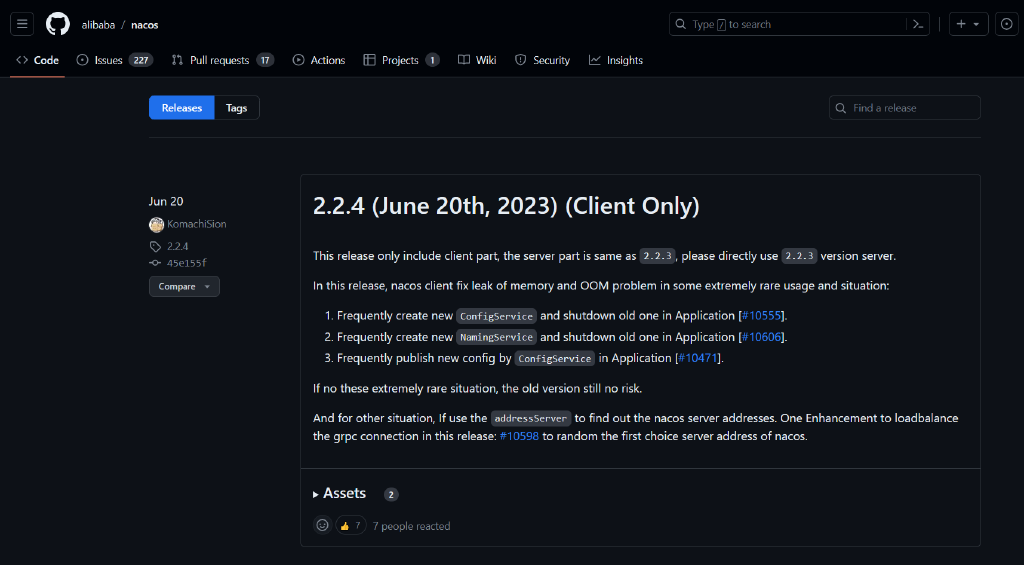 alibaba / nacos
Type / to search
Code Issues 227 Pull requests 17 Actions Projects 1 Wiki Security Insights
Releases Tags
Find a release
Jun 20
KomachiSion
2.2.4
45e155f
Compare
2.2.4 (June 20th, 2023) (Client Only)
This release only include client part, the server part is same as 2.2.3, please directly use 2.2.3 version server.
In this release, nacos client fix leak of memory and OOM problem in some extremely rare usage and situation:
1. Frequently create new ConfigService and shutdown old one in Application [#10555].
2. Frequently create new NamingService and shutdown old one in Application [#10606].
3. Frequently publish new config by ConfigService in Application [#10471].
If no these extremely rare situation, the old version still no risk.
And for other situation, If use the addressServer to find out the nacos server addresses. One Enhancement to loadbalance
the grpc connection in this release: #10598 to random the first choice server address of nacos.
Assets 2
👍 7 7 people reacted